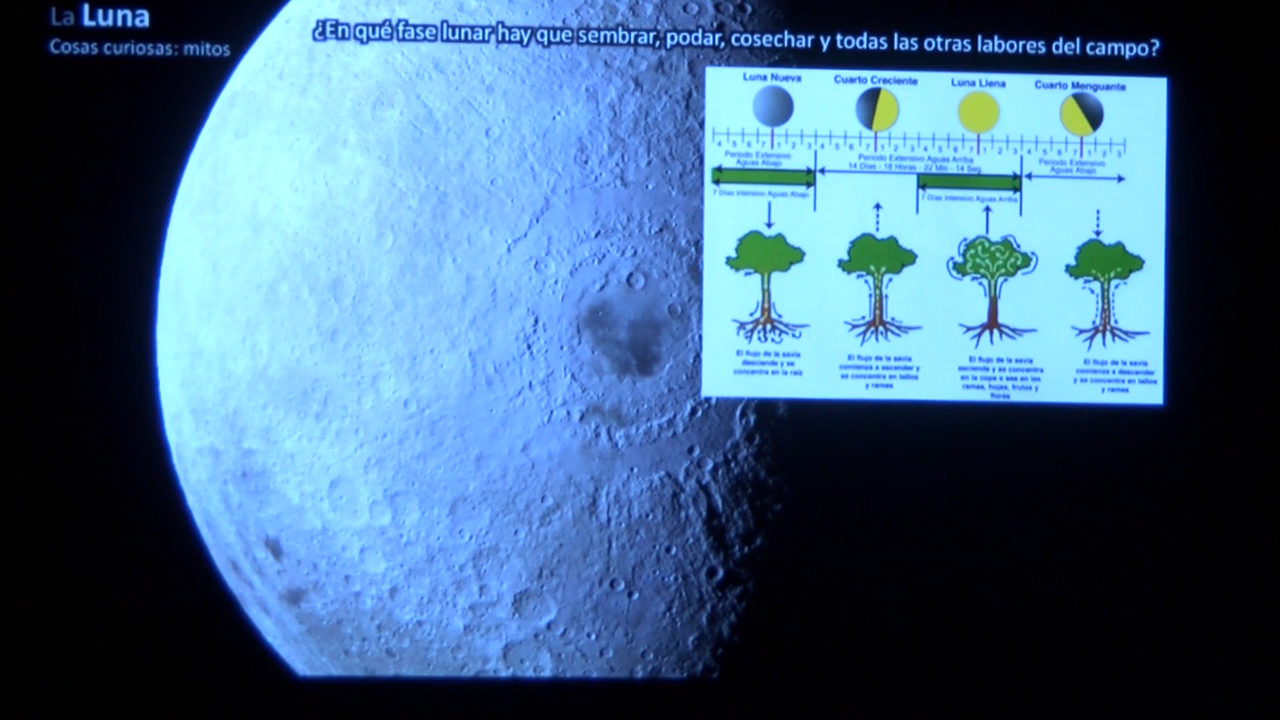 La Luna
Cosas curiosas: mitos
¿En qué fase lunar hay que sembrar, podar, cosechar y todas las otras labores del campo?
Luna Nueva
Cuarto Creciente
Luna Llena
Cuarto Menguante
Periodo Extensivo
Aguas Abajo
Periodo Extensivo Aguas Arriba
14 Dias - 18 Horas - 22 Min - 14 Seg.
Periodo Extensivo
Aguas Abajo
7 Dias intensivo Aguas Abajo
7 Dias intensivo Aguas Arriba
El flujo de la savia
desciende y se
concentra en la raiz
El flujo de la savia
comienza a ascender y
se concentra en tallos
y ramas
El flujo de la savia
asciende y se concentra
en la copa o sea en las
ramas, hojas, frutos y
flores
El flujo de la savia
comienza a descender
y se concentra en tallos
y ramas